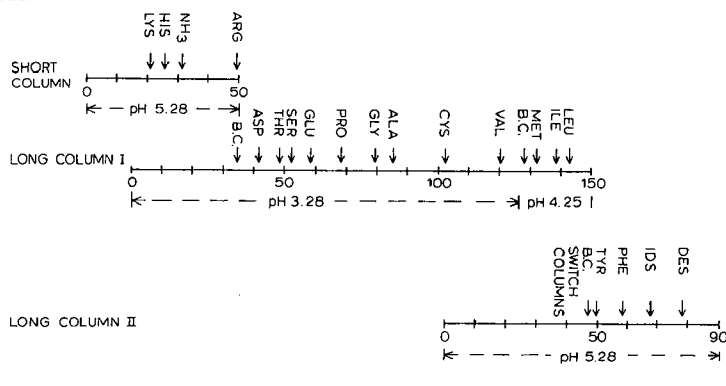 LYS HIS NH3 ARG
SHORT COLUMN
0 50
pH 5.28
B.C. ASP THR SER GLU PRO GLY ALA CYS VAL B.C. MET ILE LEU
LONG COLUMN I
0 50 100 150
pH 3.28 pH 4.25
SWITCH COLUMNS B.C. TYR PHE IDS DES
LONG COLUMN II
0 50 90
pH 5.28